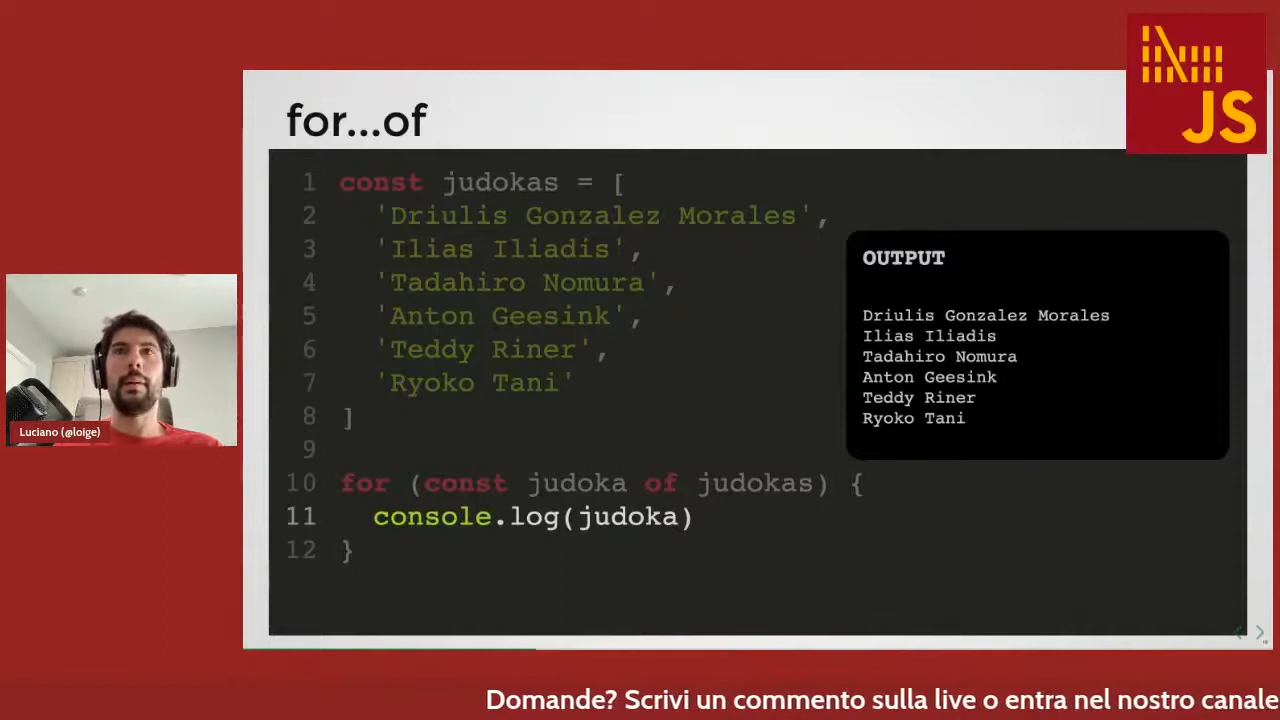 JS
for...of
1 const judokas = [
2 'Driulis Gonzalez Morales',
3 'Ilias Iliadis',
4 'Tadahiro Nomura',
5 'Anton Geesink',
6 'Teddy Riner',
7 'Ryoko Tani'
8 ]
9
10 for (const judoka of judokas) {
11 console.log(judoka)
12 }
OUTPUT
Driulis Gonzalez Morales
Ilias Iliadis
Tadahiro Nomura
Anton Geesink
Teddy Riner
Ryoko Tani
Luciano (@loige)
Domande? Scrivi un commento sulla live o entra nel nostro canale